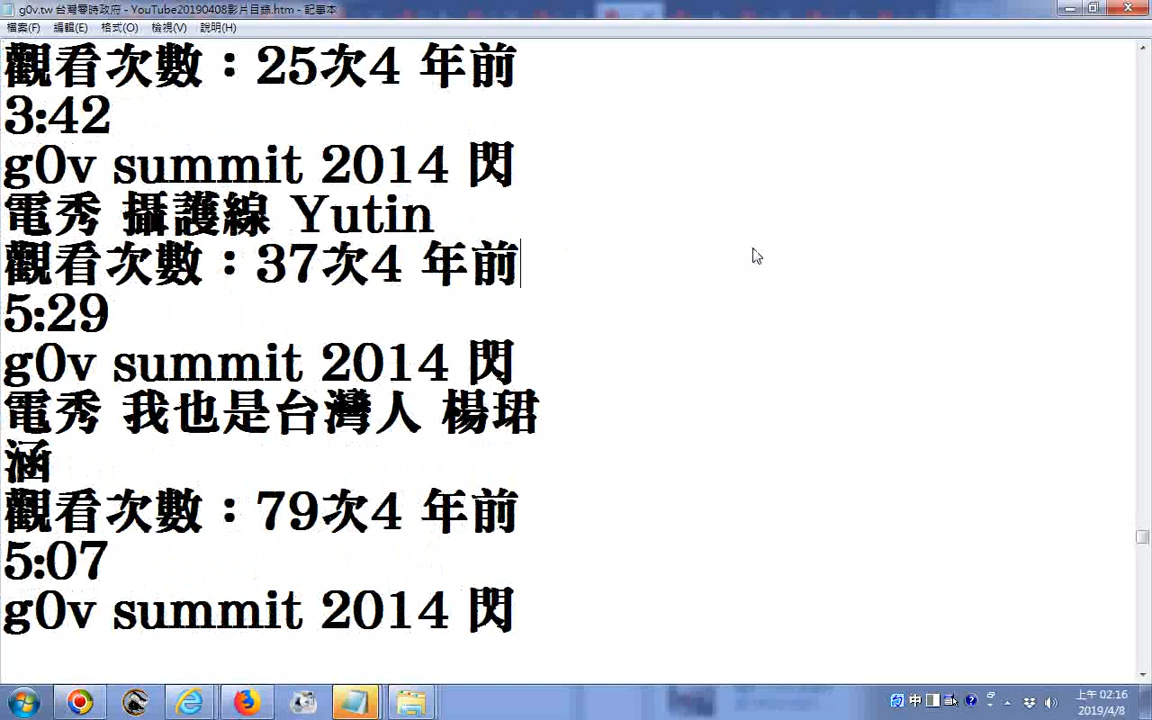 g0v.tw 台灣零時政府 - YouTube20190408影片目錄.htm - 記事本
檔案(F) 編輯(E) 格式(O) 檢視(V) 說明(H)
觀看次數：25次4 年前
3:42
g0v summit 2014 閃
電秀 攝護線 Yutin
觀看次數：37次4 年前
5:29
g0v summit 2014 閃
電秀 我也是台灣人 楊珺
涵
觀看次數：79次4 年前
5:07
g0v summit 2014 閃
中
上午 02:16
2019/4/8